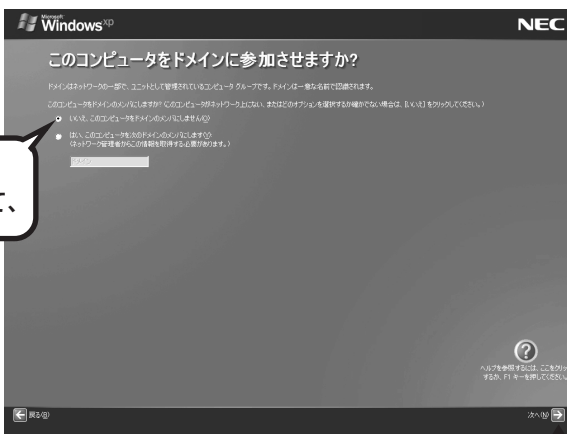 Microsoft
Windows xp
NEC
このコンピュータをドメインに参加させますか?
ドメインはネットワークの一部で、ユニットとして管理されているコンピュータ グループです。ドメインは一意な名前で認識されます。
このコンピュータをドメインのメンバにしますか? (このコンピュータがネットワーク上にない、またはどのオプションを選択するか確かでない場合は、[いいえ] をクリックしてください。)
いいえ、このコンピュータをドメインのメンバにしません(O)
はい、このコンピュータを次のドメインのメンバにします(Y):
(ネットワーク管理者からこの情報を取得する必要があります。)
ドメイン
て、
ヘルプを参照するには、ここをクリッ
するか、F1 キーを押してください。
戻る(B)
次へ(N)